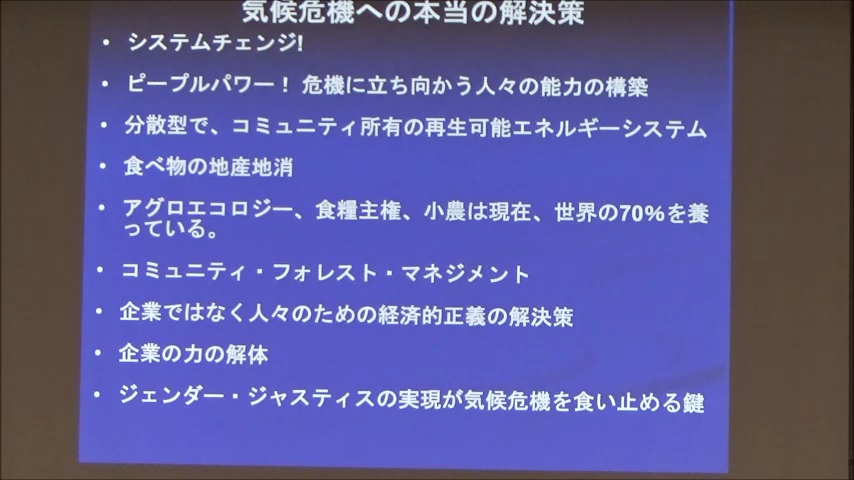 気候危機への本当の解決策
• システムチェンジ!
• ピープルパワー！ 危機に立ち向かう人々の能力の構築
• 分散型で、コミュニティ所有の再生可能エネルギーシステム
• 食べ物の地産地消
• アグロエコロジー、食糧主権、小農は現在、世界の70%を養
っている。
• コミュニティ・フォレスト・マネジメント
• 企業ではなく人々のための経済的正義の解決策
• 企業の力の解体
• ジェンダー・ジャスティスの実現が気候危機を食い止める鍵